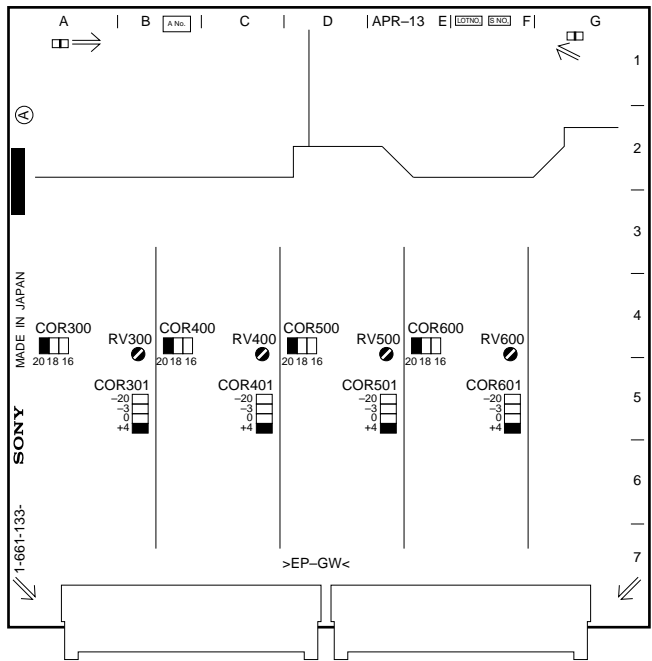 A | B A No. | C | D | APR–13 E | LOTNO. S NO. F | G
1
A
2
3
MADE IN JAPAN
4
COR300 COR400 COR500 COR600
RV300 RV400 RV500 RV600
20 18 16 20 18 16 20 18 16 20 18 16
COR301 COR401 COR501 COR601
–20 –20 –20 –20
–3 –3 –3 –3
0 0 0 0
+4 +4 +4 +4
5
SONY
6
1-661-133-
>EP–GW<
7